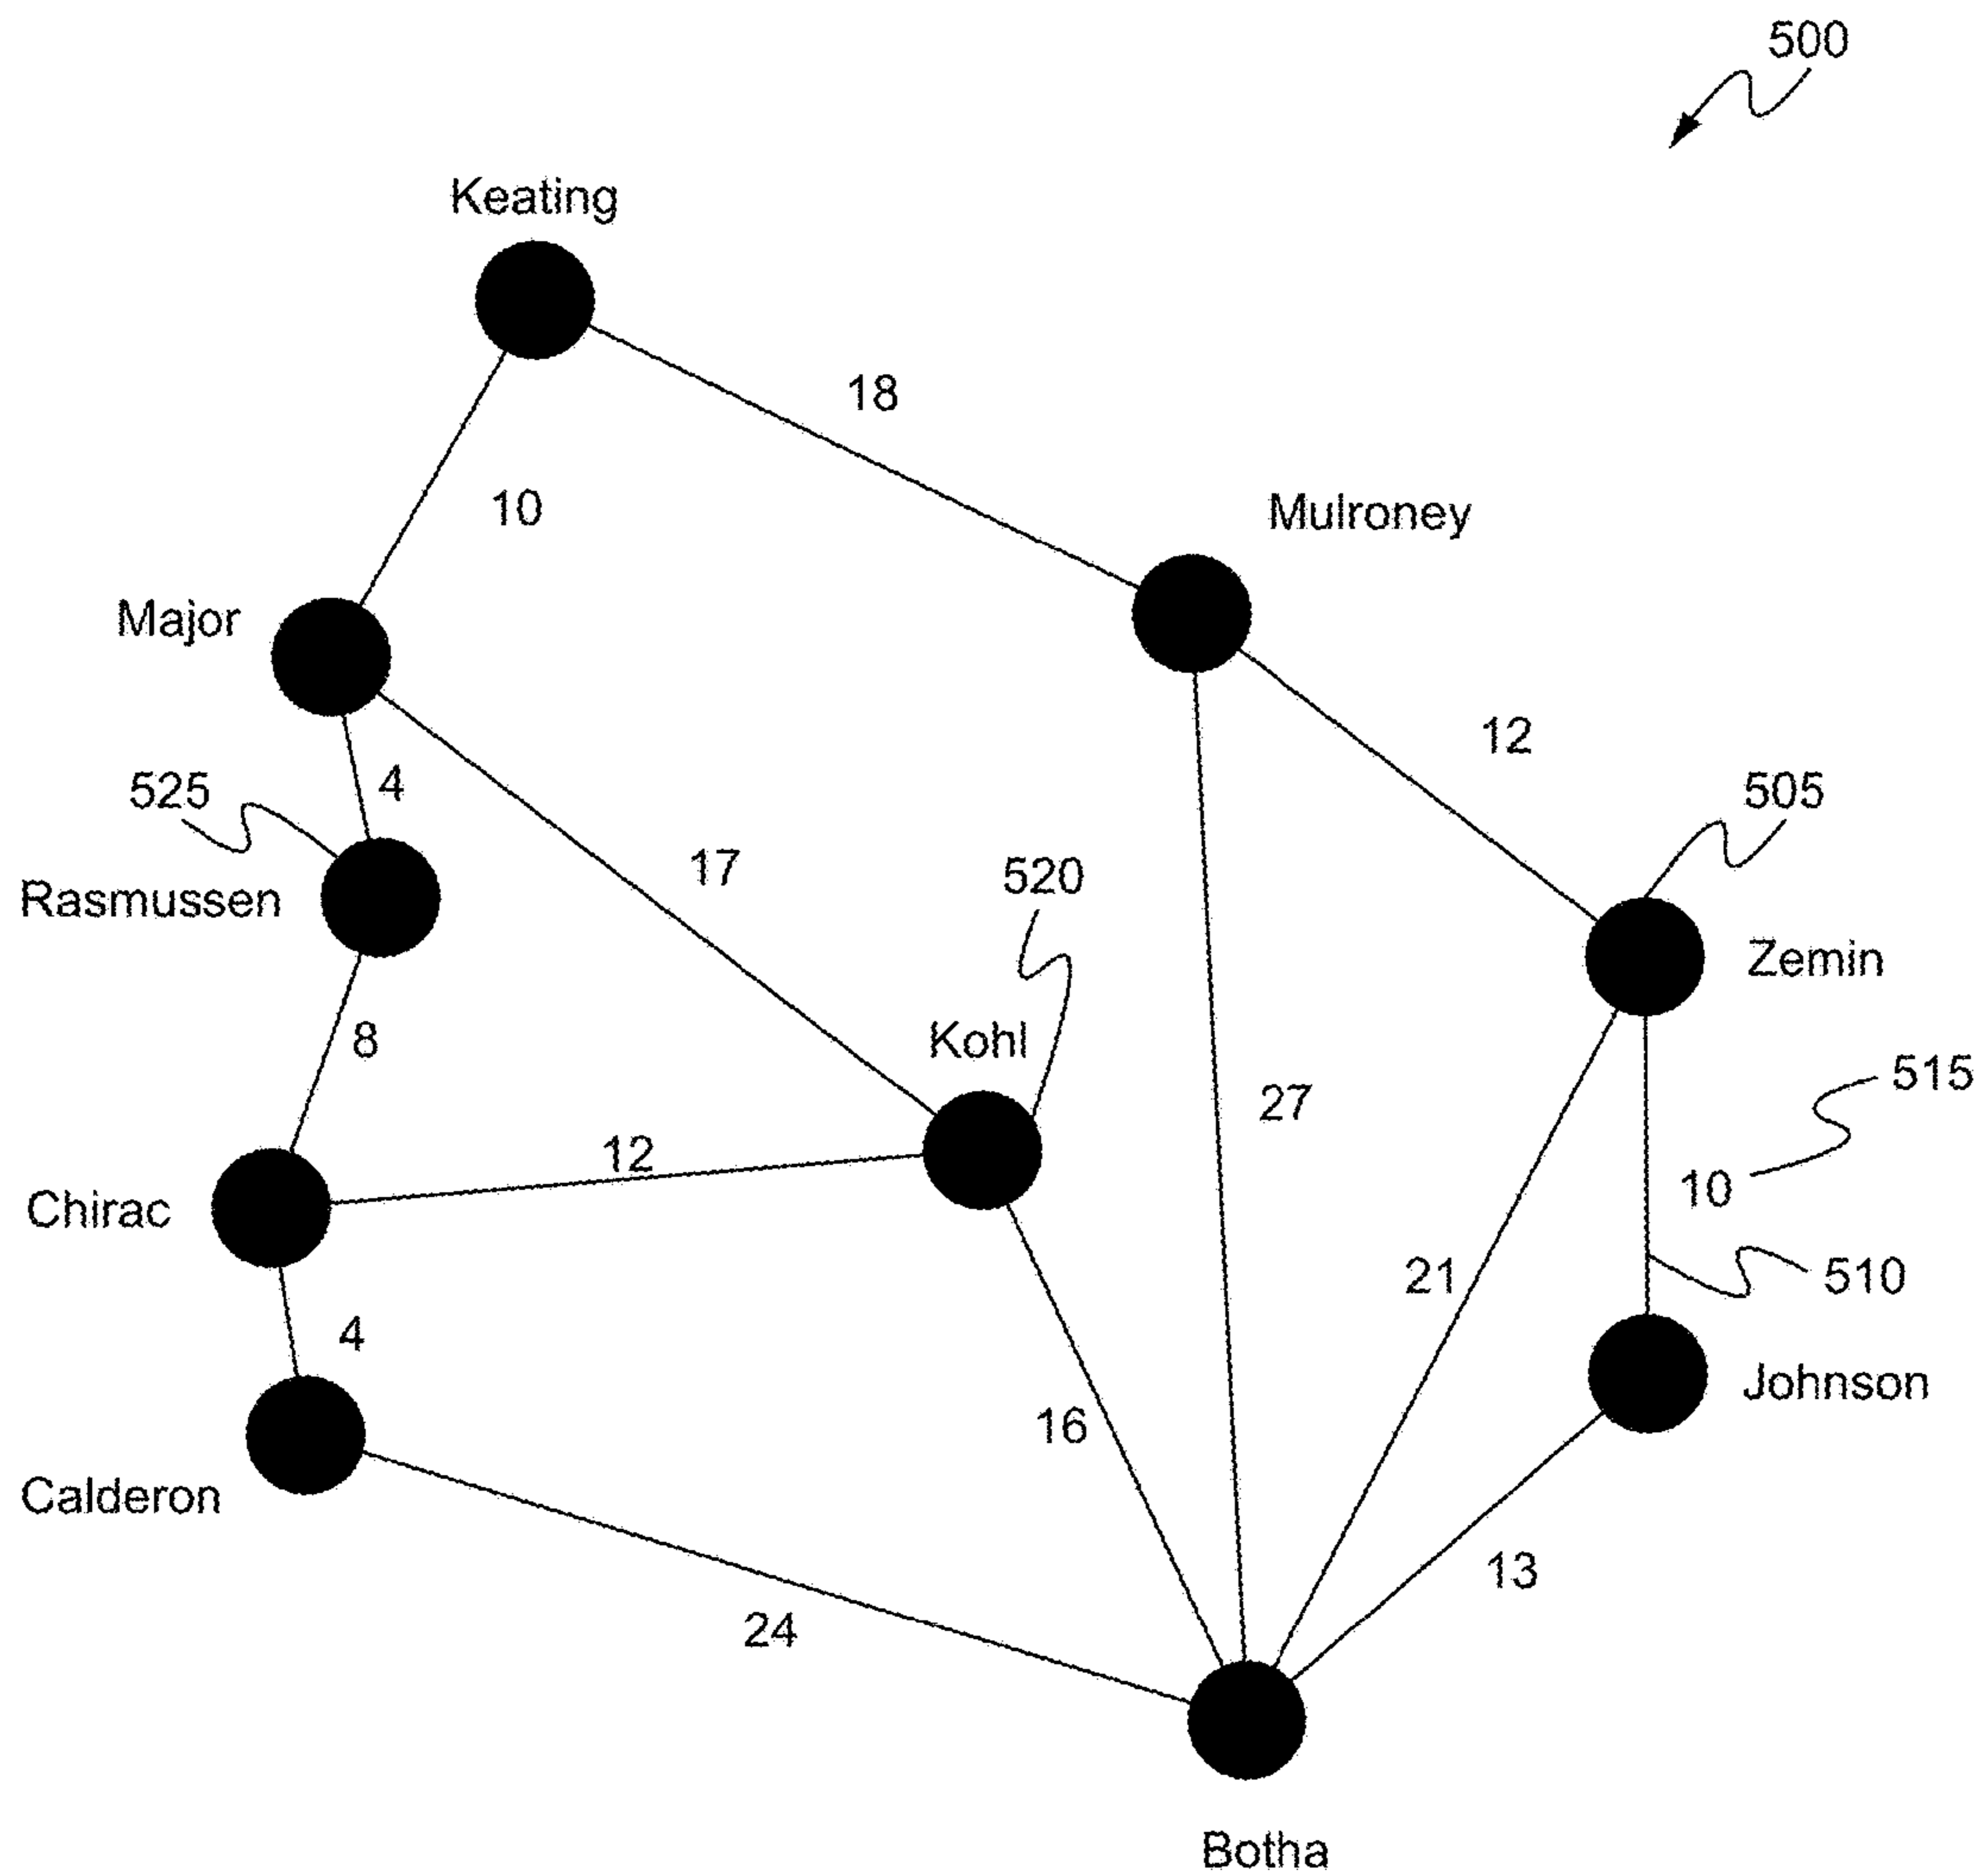 500
Keating
18
10
Mulroney
Major
12
525
4
505
17
520
Rasmussen
Zemin
8
Kohl
515
27
12
10
Chirac
21
510
4
Johnson
16
Calderon
13
24
Botha